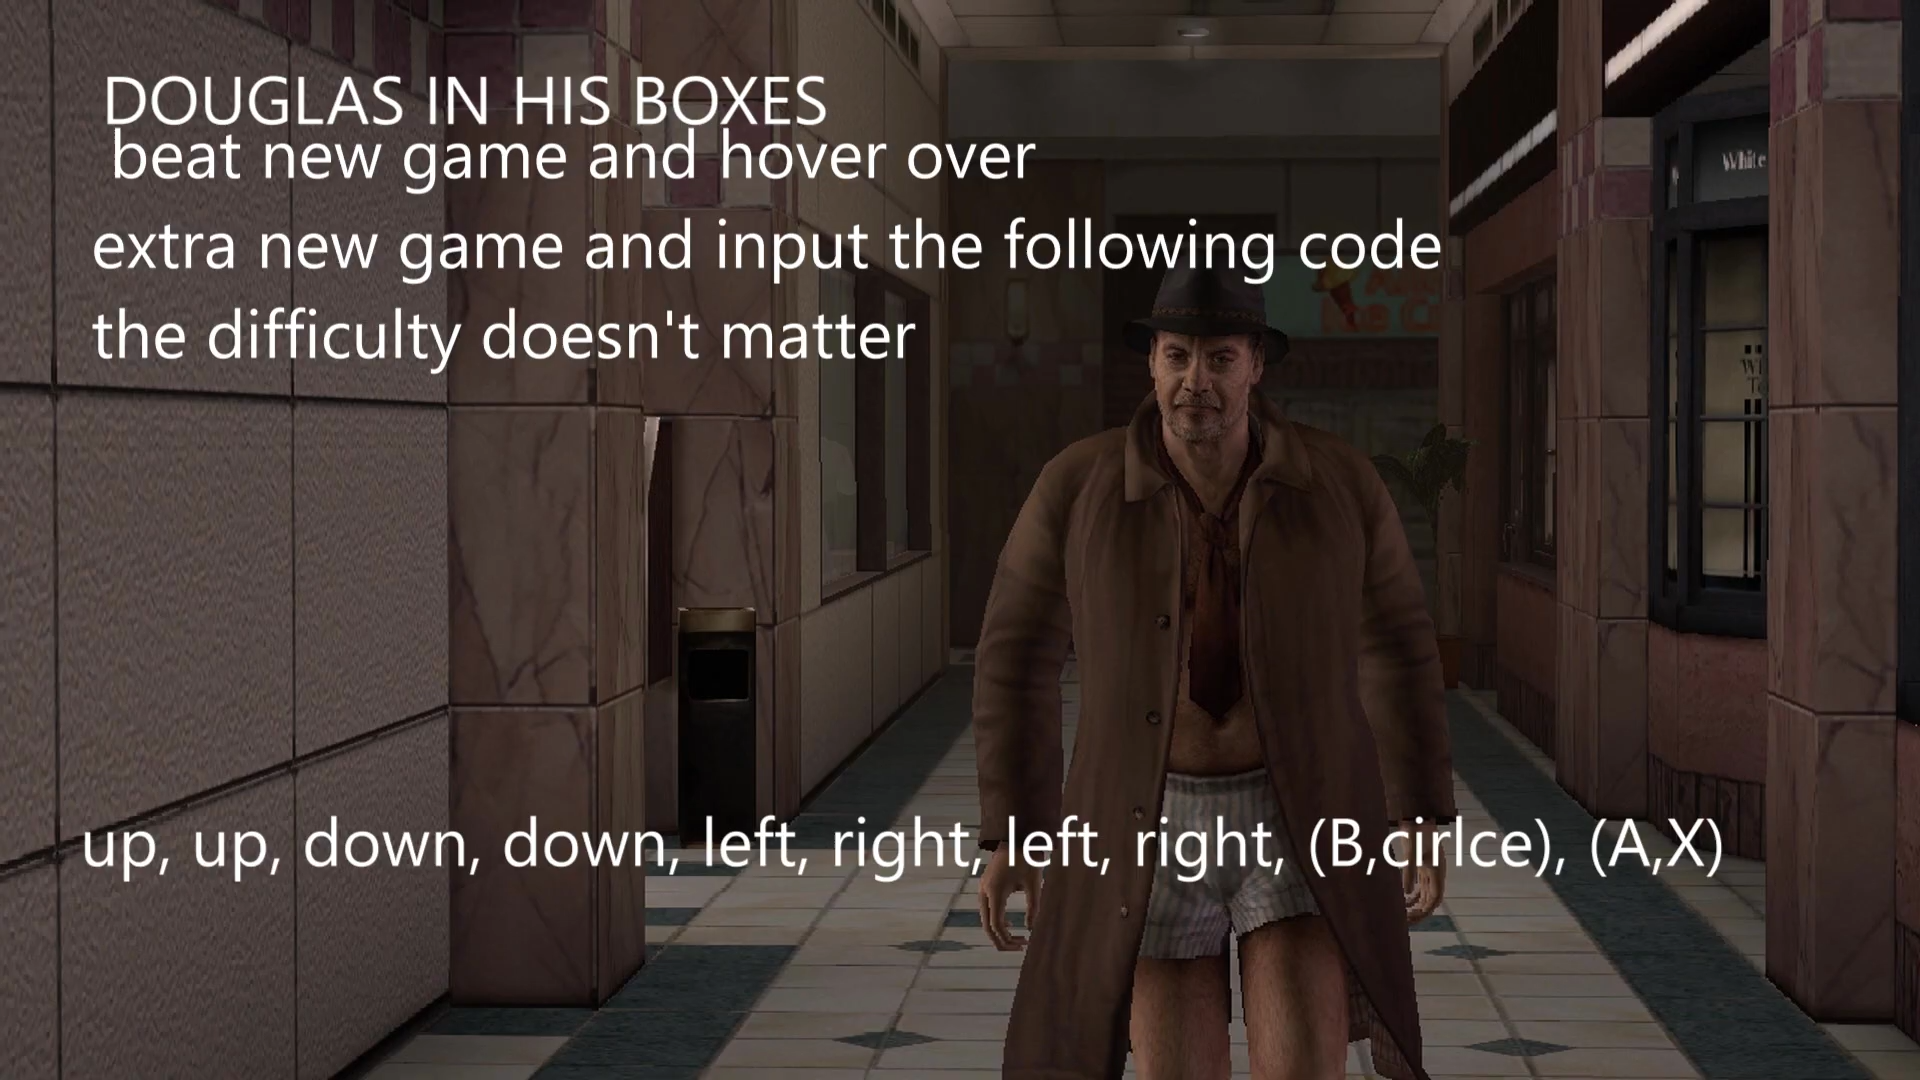 DOUGLAS IN HIS BOXES
beat new game and hover over
extra new game and input the following code
the difficulty doesn't matter
White
up, up, down, down, left, right, left, right, (B,cirlce), (A,X)